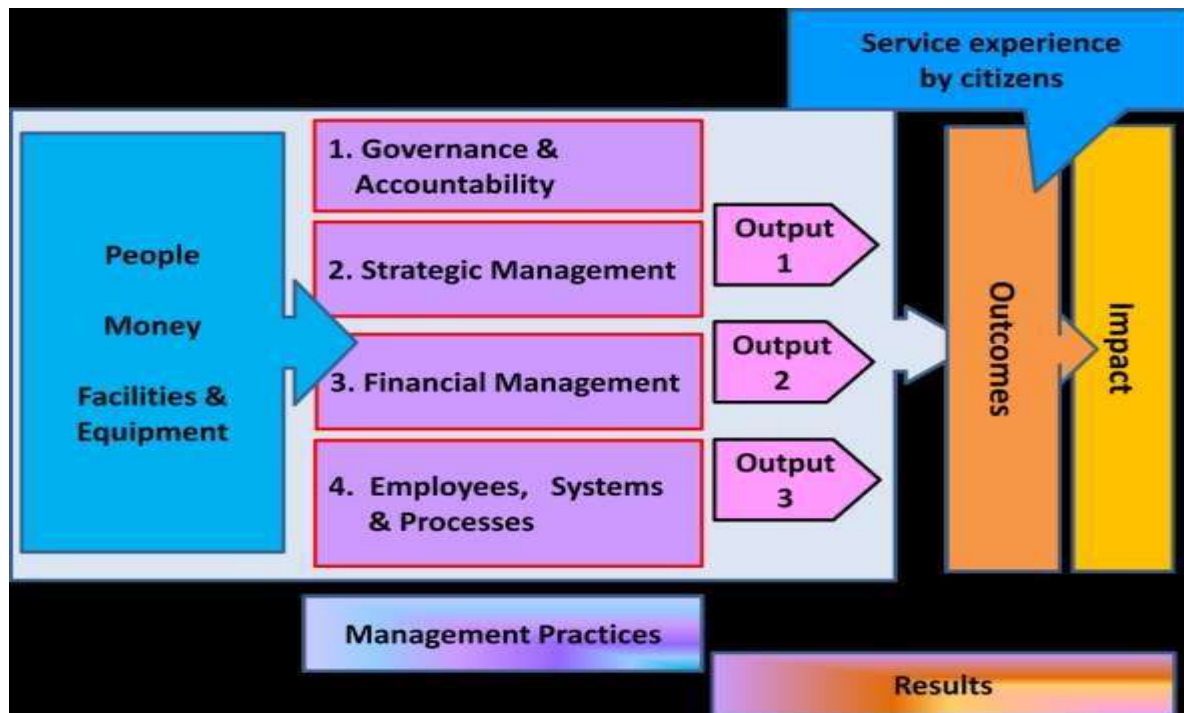 Service experience
by citizens
People
Money
Facilities &
Equipment
1. Governance &
Accountability
2. Strategic Management
3. Financial Management
4. Employees, Systems
& Processes
Output
1
Output
2
Output
3
Outcomes
Impact
Management Practices
Results